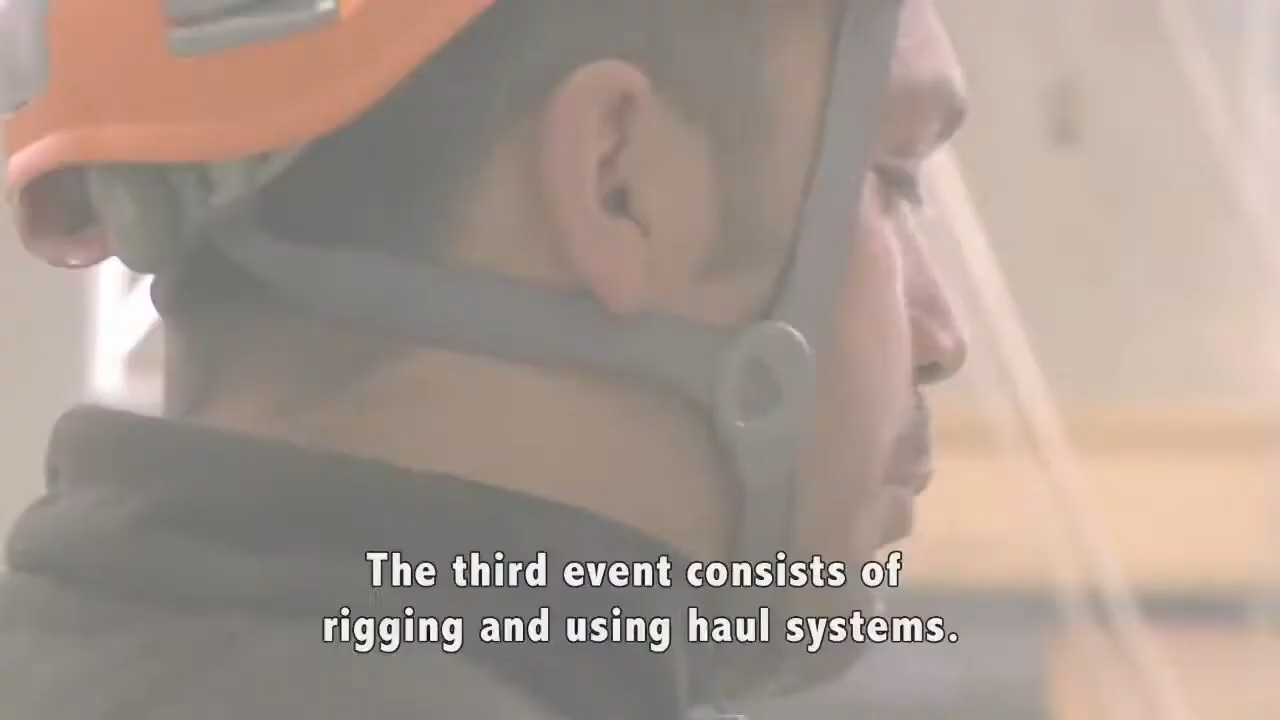 The third event consists of
rigging and using haul systems.